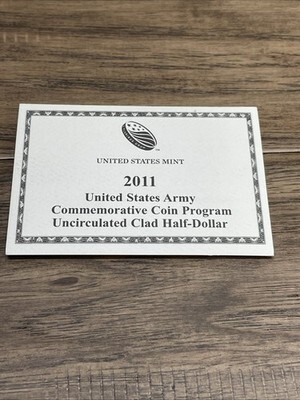 UNITED STATES MINT
2011
United States Army
Commemorative Coin Program
Uncirculated Clad Half-Dollar